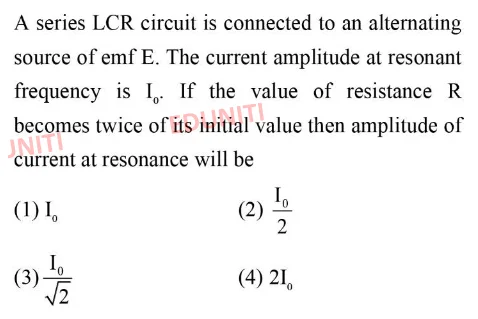 A series LCR circuit is connected to an alternating
source of emf E. The current amplitude at resonant
frequency is I₀. If the value of resistance R
becomes twice of its initial value then amplitude of
current at resonance will be
(1) I₀ (2) I₀/2
(3) I₀/√2 (4) 2I₀
EDUNITI
JNITI